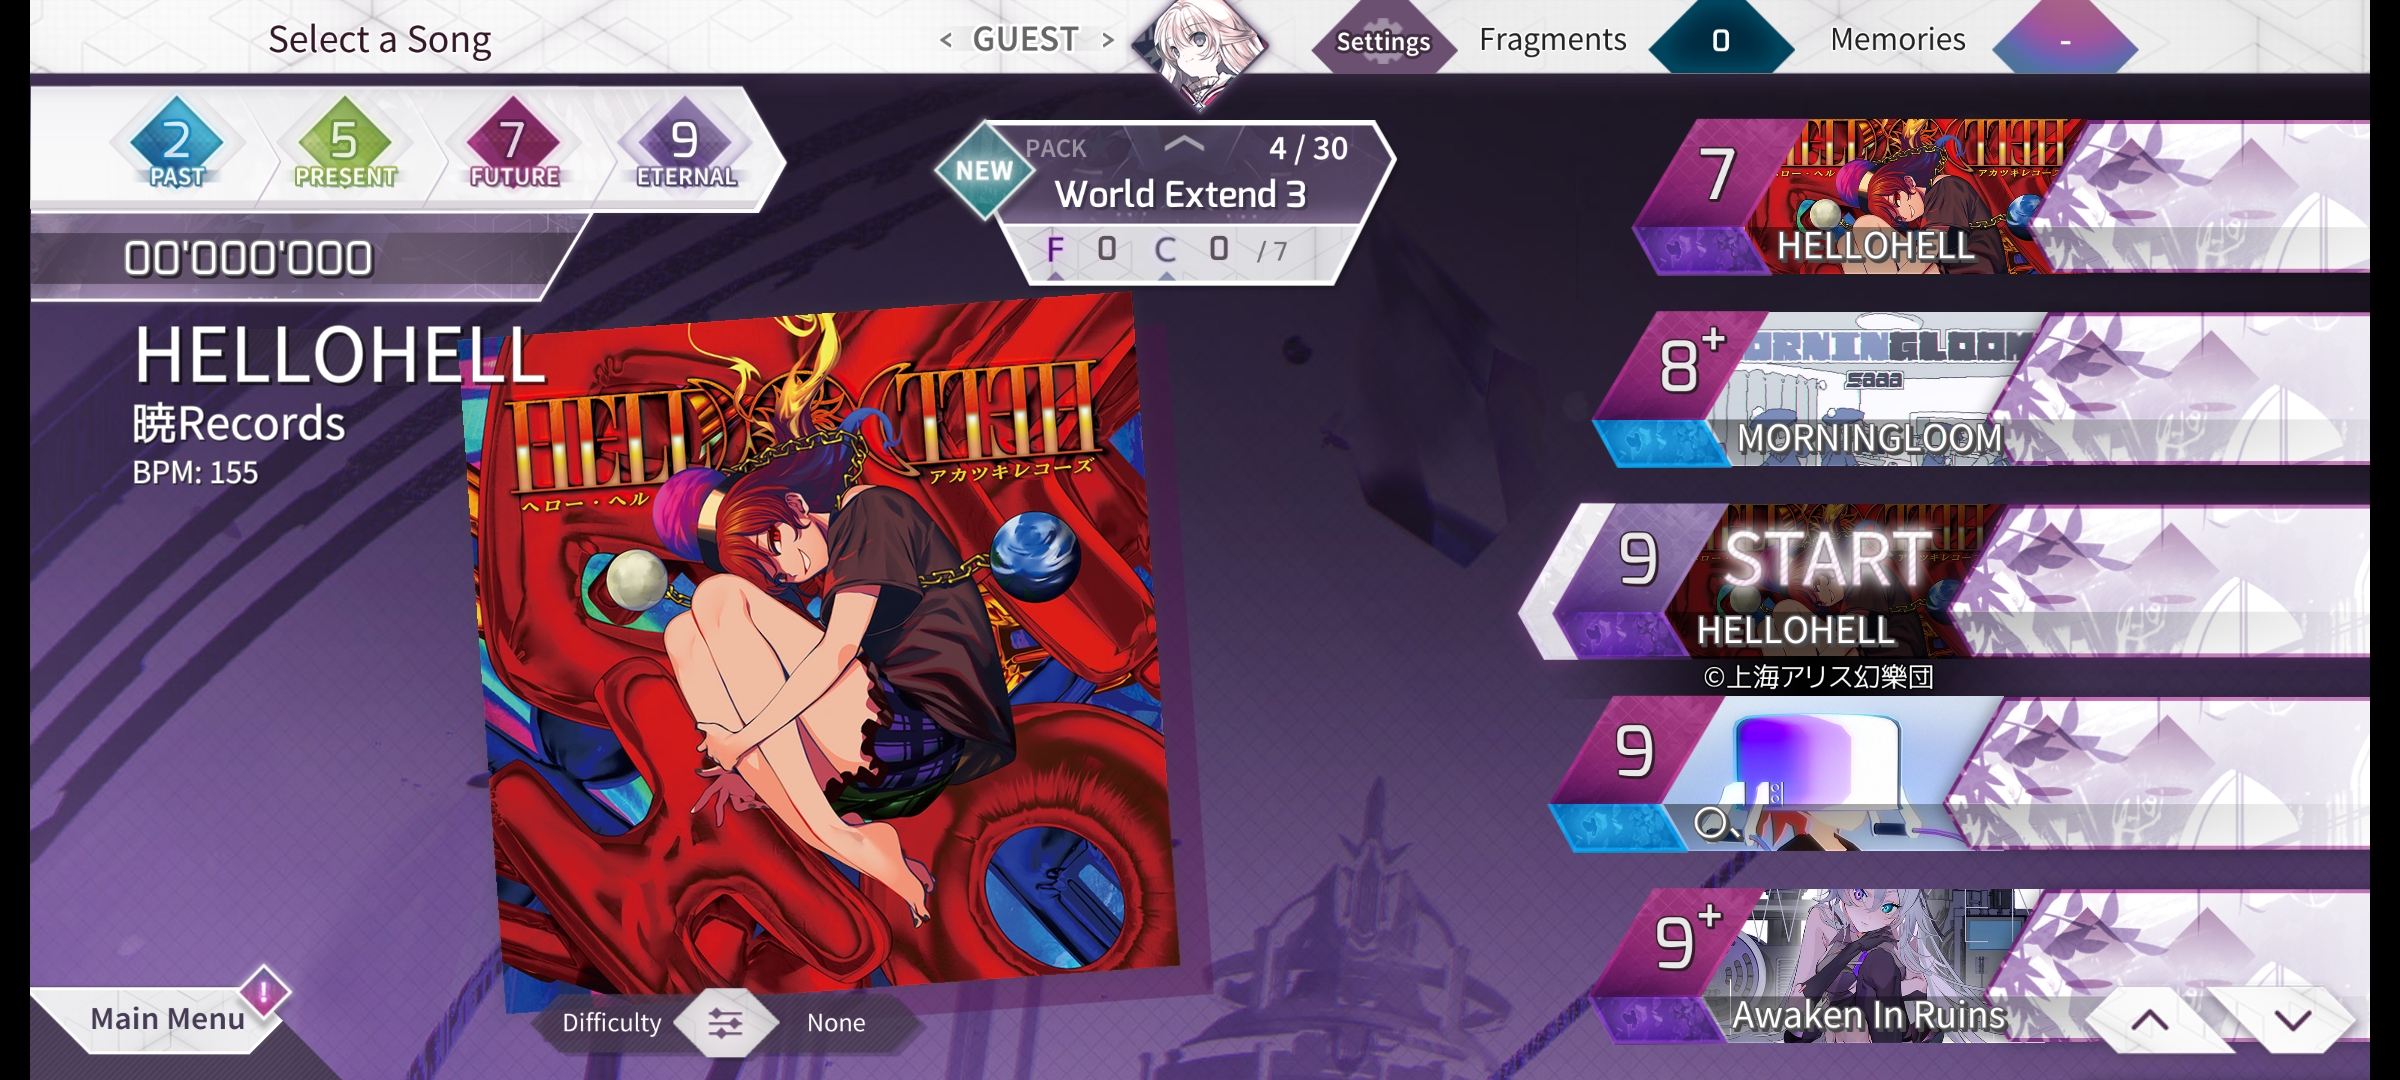 Select a Song
< GUEST >
Settings
Fragments
0
Memories
-
2
PAST
5
PRESENT
7
FUTURE
9
ETERNAL
00'000'000
HELLOHELL
暁Records
BPM: 155
NEW
PACK
4 / 30
World Extend 3
F 0 C 0 / 7
HELL
ヘロー・ヘル
アカツキレコーズ
7
HELLOHELL
8+
MORNINGLOOM
saaa
MORNINGLOOM
9
START
HELLOHELL
©上海アリス幻樂団
9
9+
Awaken In Ruins
Main Menu
!
Difficulty
None